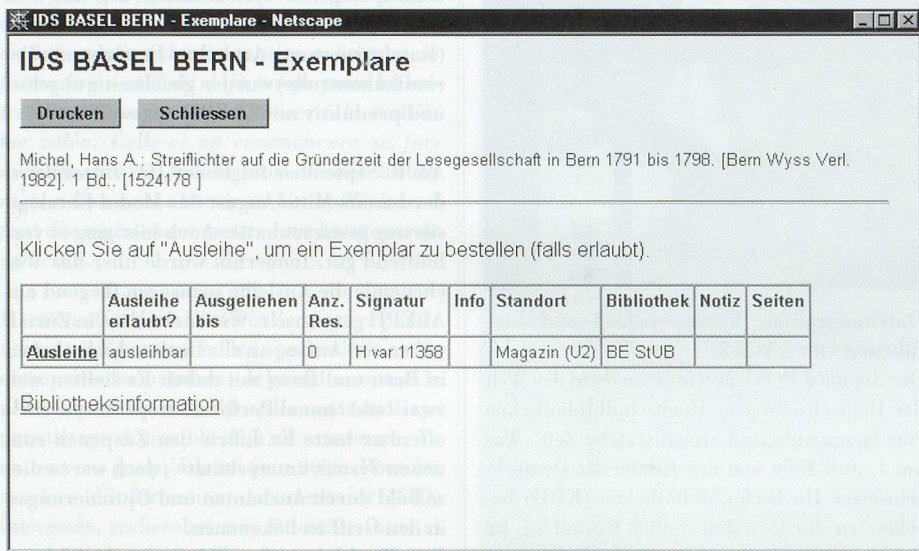 IDS BASEL BERN - Exemplare - Netscape
IDS BASEL BERN - Exemplare
Drucken Schliessen
Michel, Hans A.: Streiflichter auf die Gründerzeit der Lesegesellschaft in Bern 1791 bis 1798. [Bern Wyss Verl.
1982]. 1 Bd.. [1524178 ]
Klicken Sie auf "Ausleihe", um ein Exemplar zu bestellen (falls erlaubt).
Ausleihe erlaubt? Ausgeliehen bis Anz. Res. Signatur Info Standort Bibliothek Notiz Seiten
Ausleihe ausleihbar 0 H var 11358 Magazin (U2) BE StUB
Bibliotheksinformation